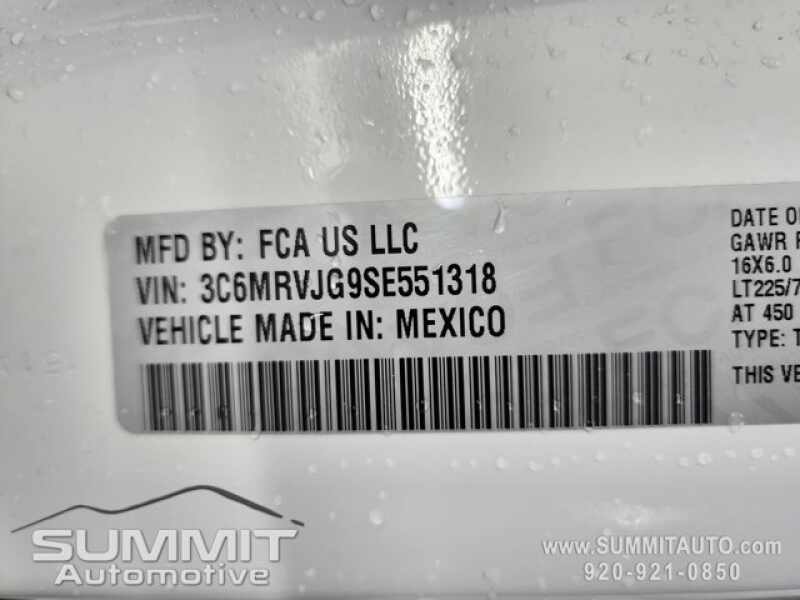 MFD BY: FCA US LLC
VIN: 3C6MRVJG9SE551318
VEHICLE MADE IN: MEXICO
DATE O
GAWR
16X6.0
LT225/7
AT 450
TYPE: T
THIS VE
SUMMIT
Automotive
www.SUMMITAUTO.com
920-921-0850